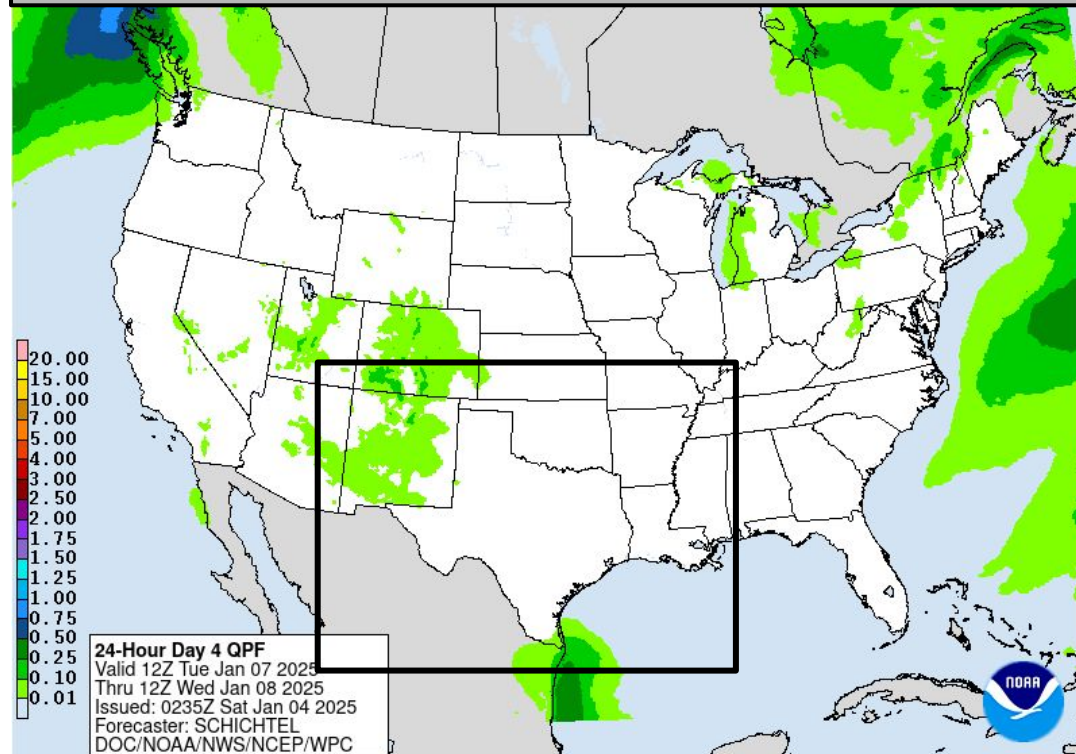 20.00
15.00
10.00
7.00
5.00
4.00
3.00
2.50
2.00
1.75
1.50
1.25
1.00
0.75
0.50
0.25
0.10
0.01
24-Hour Day 4 QPF
Valid 12Z Tue Jan 07 2025
Thru 12Z Wed Jan 08 2025
Issued: 0235Z Sat Jan 04 2025
Forecaster: SCHICHTEL
DOC/NOAA/NWS/NCEP/WPC
NOAA